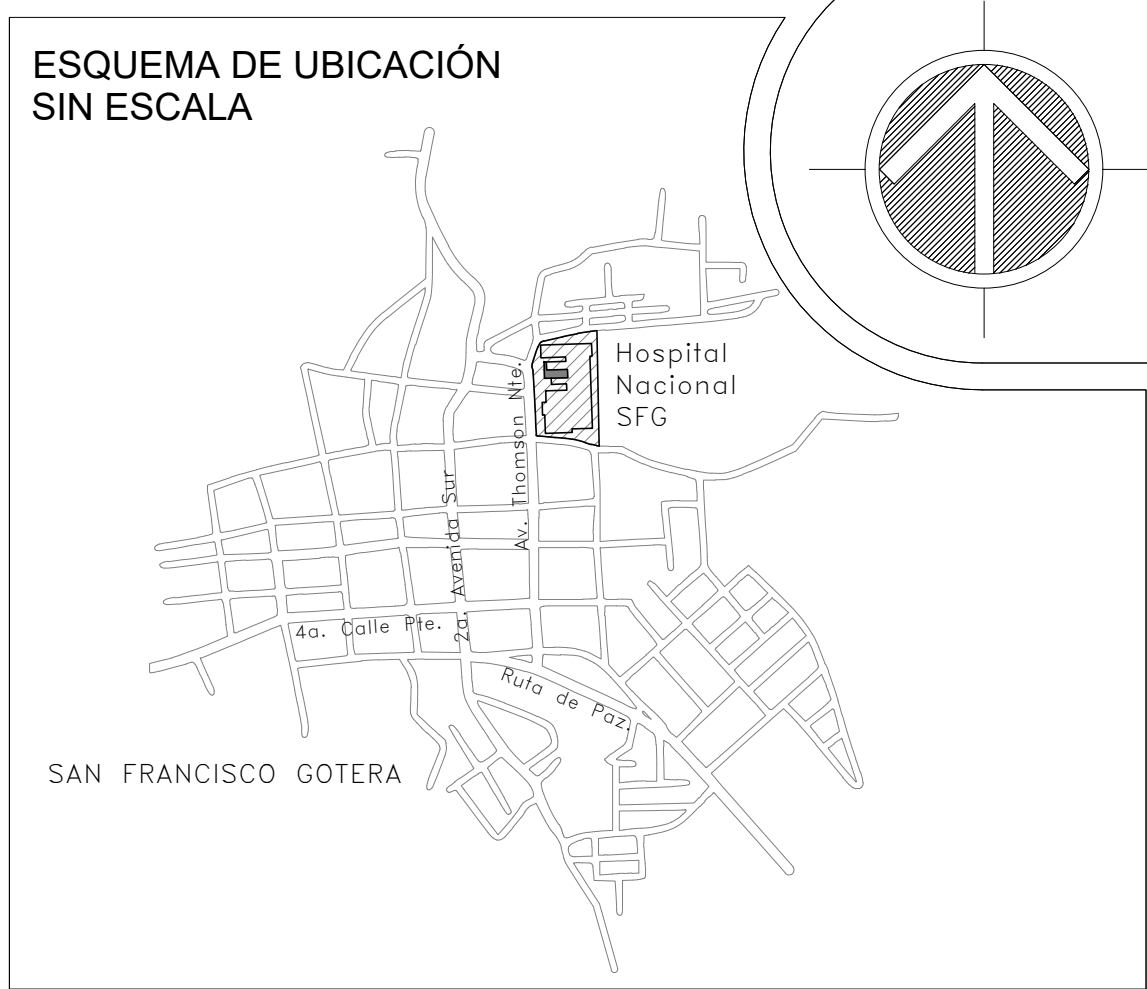 ESQUEMA DE UBICACIÓN
SIN ESCALA
Hospital
Nacional
SFG
Av. Thomson Nte.
2a. Avenida Sur
4a. Calle Pte.
Ruta de Paz.
SAN FRANCISCO GOTERA